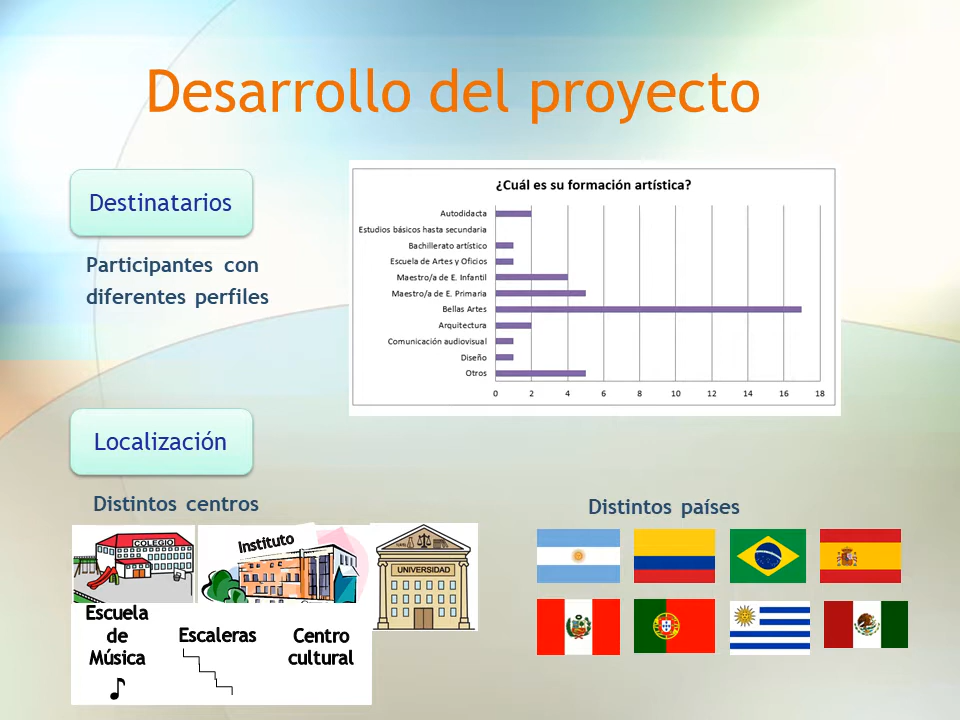 Desarrollo del proyecto
Destinatarios
Participantes con
diferentes perfiles
¿Cuál es su formación artística?
Autodidacta
Estudios básicos hasta secundaria
Bachillerato artístico
Escuela de Artes y Oficios
Maestro/a de E. Infantil
Maestro/a de E. Primaria
Bellas Artes
Arquitectura
Comunicación audiovisual
Diseño
Otros
0 2 4 6 8 10 12 14 16 18
Localización
Distintos centros
COLEGIO
Instituto
UNIVERSIDAD
Escuela
de
Música
Escaleras
Centro
cultural
Distintos países